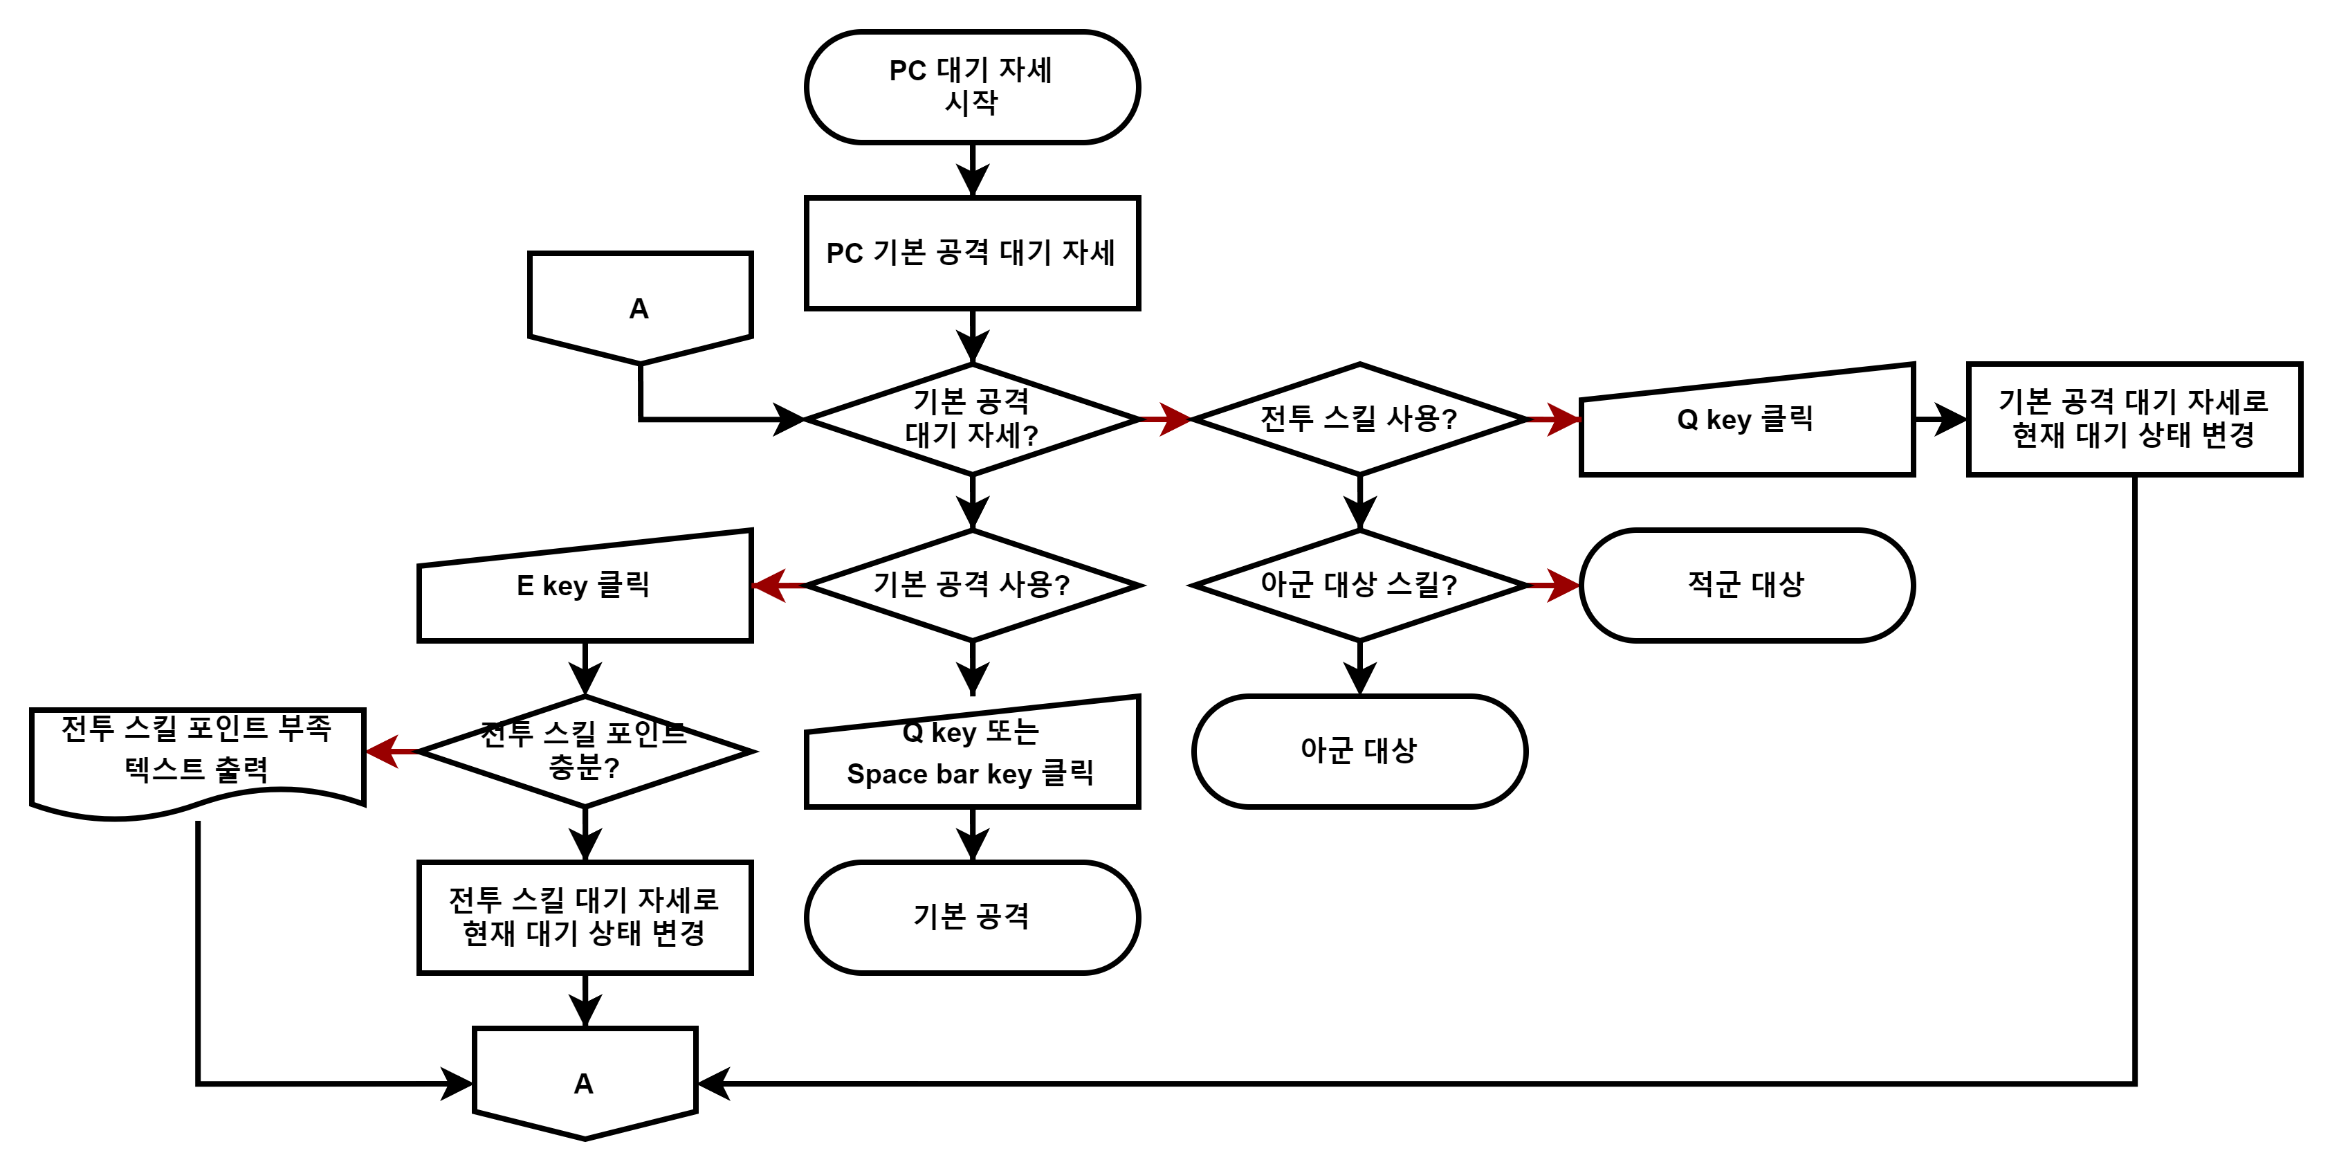 PC 대기 자세
시작
PC 기본 공격 대기 자세
A
기본 공격
대기 자세?
전투 스킬 사용?
Q key 클릭
기본 공격 대기 자세로
현재 대기 상태 변경
E key 클릭
기본 공격 사용?
아군 대상 스킬?
적군 대상
전투 스킬 포인트 부족
텍스트 출력
전투 스킬 포인트
충분?
Q key 또는
Space bar key 클릭
아군 대상
전투 스킬 대기 자세로
현재 대기 상태 변경
기본 공격
A